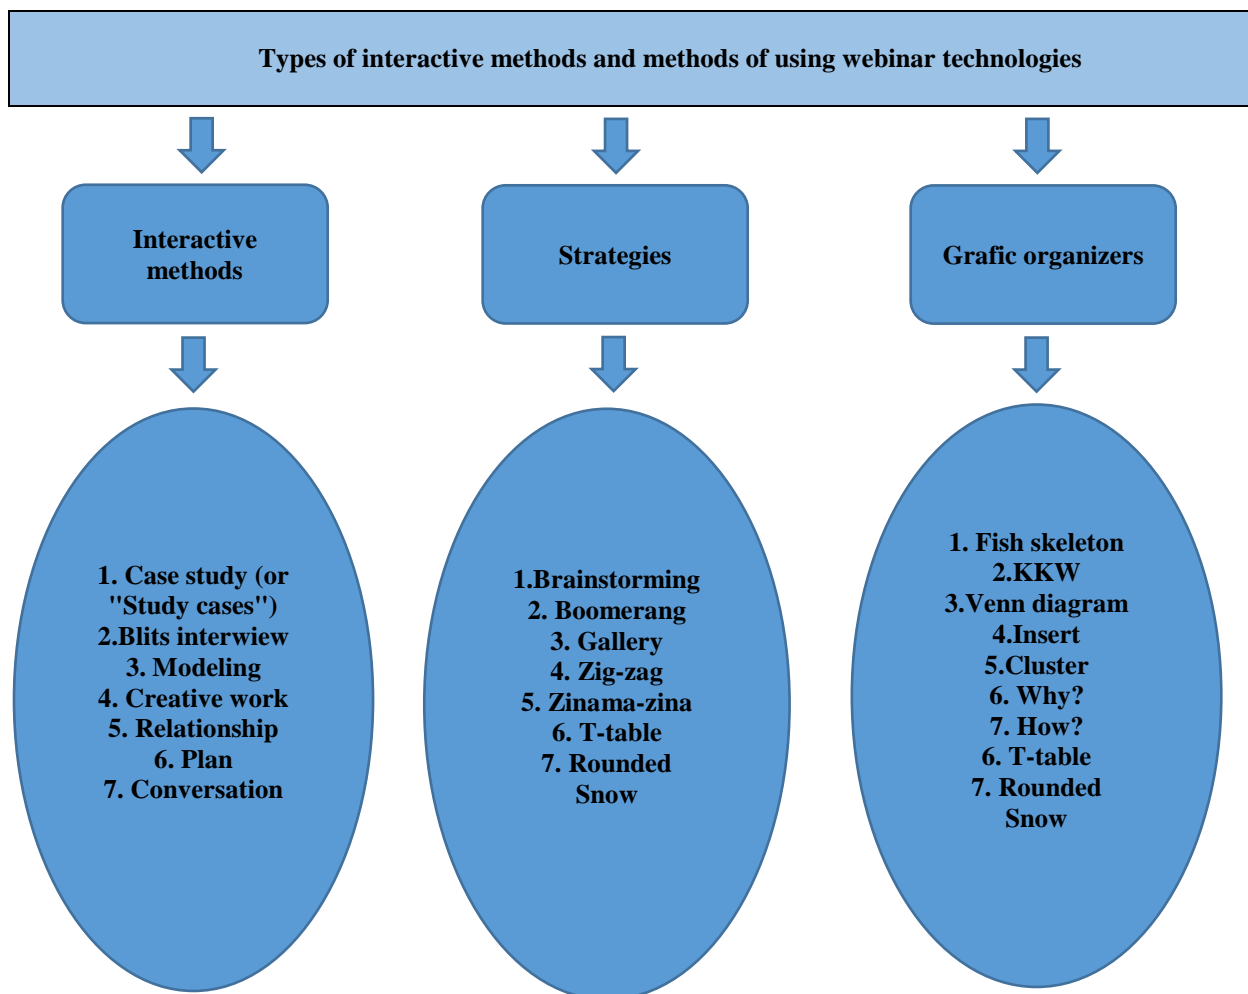 Types of interactive methods and methods of using webinar technologies
Interactive
methods
Strategies
Grafic organizers
1. Case study (or
"Study cases")
2.Blits interwiew
3. Modeling
4. Creative work
5. Relationship
6. Plan
7. Conversation
1.Brainstorming
2. Boomerang
3. Gallery
4. Zig-zag
5. Zinama-zina
6. T-table
7. Rounded
Snow
1. Fish skeleton
2.KKW
3.Venn diagram
4.Insert
5.Cluster
6. Why?
7. How?
6. T-table
7. Rounded
Snow